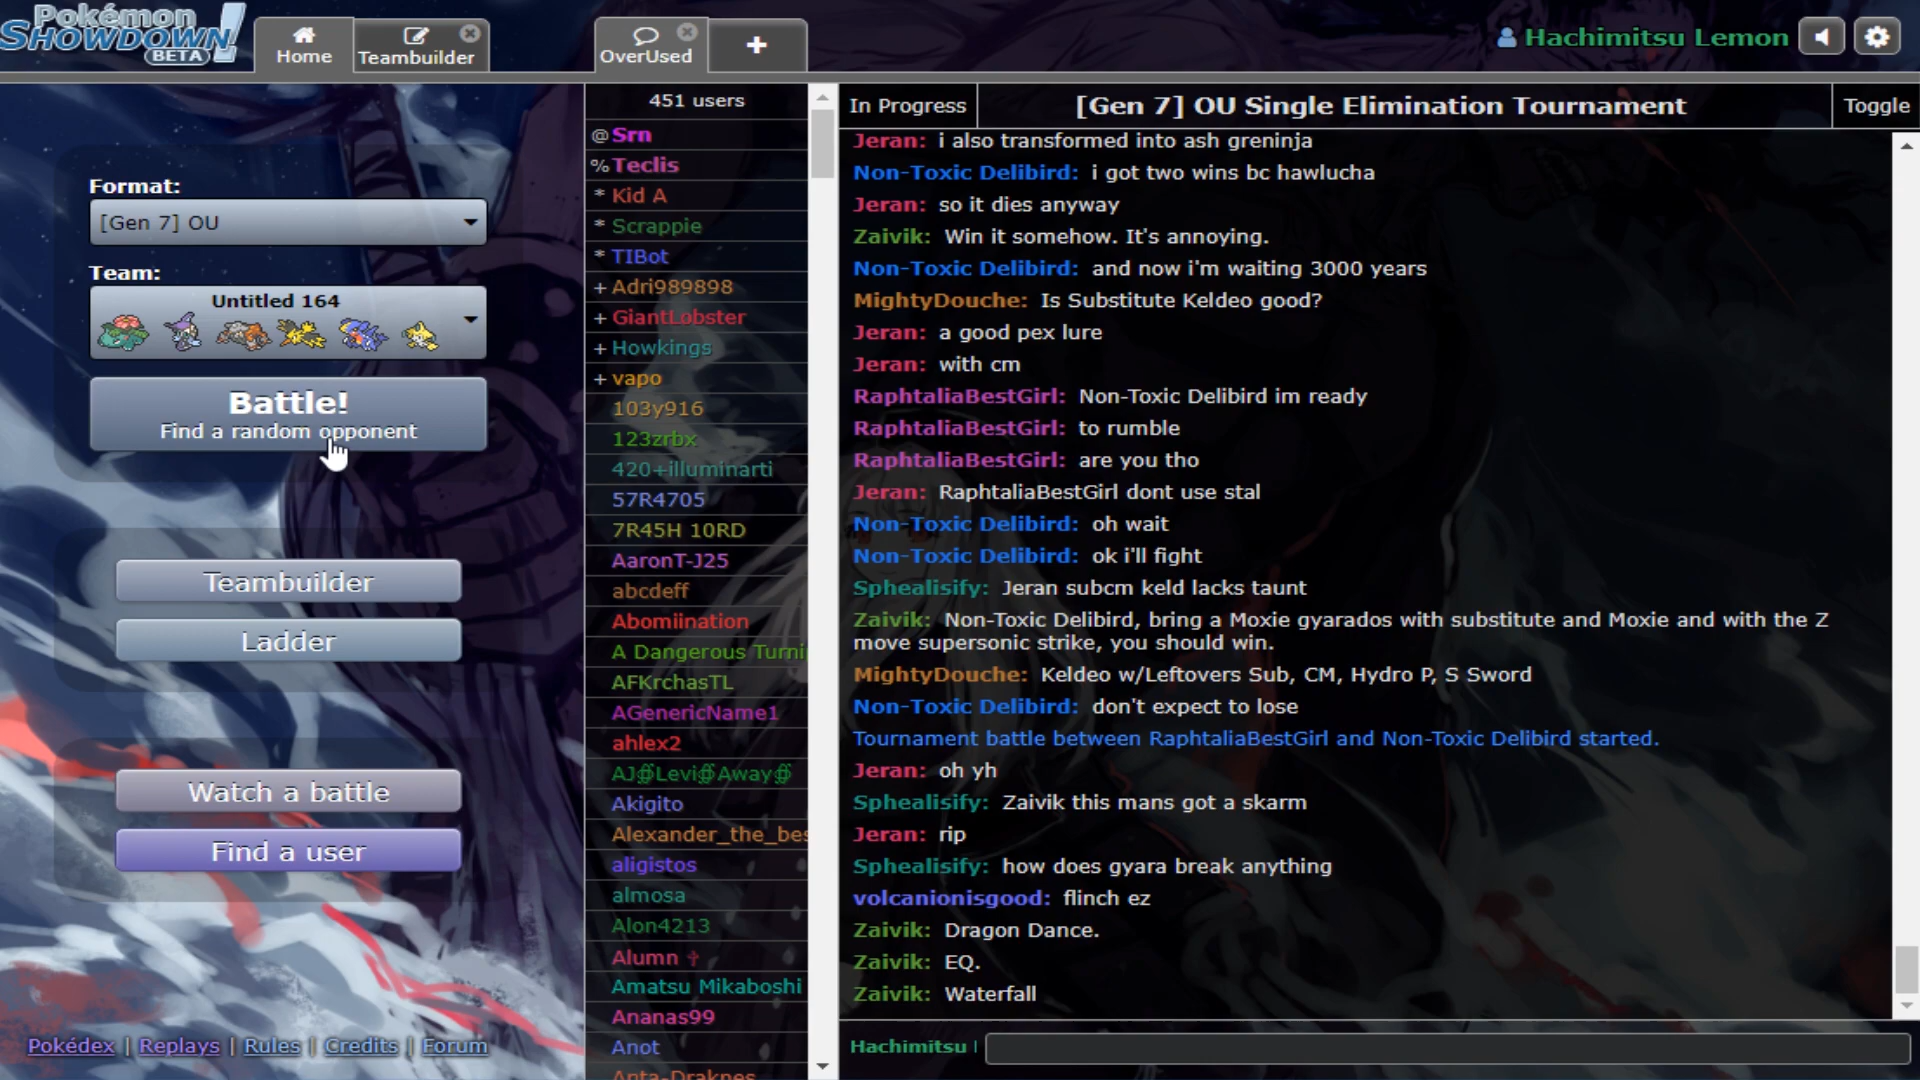 Pokémon
SHOWDOWN!
BETA
Home
Teambuilder
OverUsed
+
Hachimitsu Lemon
Format:
[Gen 7] OU
Team:
Untitled 164
Battle!
Find a random opponent
Teambuilder
Ladder
Watch a battle
Find a user
Pokédex | Replays | Rules | Credits | Forum
451 users
@Srn
%Teclis
* Kid A
* Scrappie
* TIBot
+ Adri989898
+ GiantLobster
+ Howkings
+ vapo
103y916
123zrbx
420+illuminarti
57R4705
7R45H 10RD
AaronT-J25
abcdeff
Abomiination
A Dangerous Turni
AFKrchasTL
AGenericName1
ahlex2
AJ∰Levi∰Away∰
Akigito
Alexander_the_bes
aligistos
almosa
Alon4213
Alumn ✝
Amatsu Mikaboshi
Ananas99
Anot
Anta-Draknes
In Progress
[Gen 7] OU Single Elimination Tournament
Toggle
Jeran: i also transformed into ash greninja
Non-Toxic Delibird: i got two wins bc hawlucha
Jeran: so it dies anyway
Zaivik: Win it somehow. It's annoying.
Non-Toxic Delibird: and now i'm waiting 3000 years
MightyDouche: Is Substitute Keldeo good?
Jeran: a good pex lure
Jeran: with cm
RaphtaliaBestGirl: Non-Toxic Delibird im ready
RaphtaliaBestGirl: to rumble
RaphtaliaBestGirl: are you tho
Jeran: RaphtaliaBestGirl dont use stal
Non-Toxic Delibird: oh wait
Non-Toxic Delibird: ok i'll fight
Sphealisify: Jeran subcm keld lacks taunt
Zaivik: Non-Toxic Delibird, bring a Moxie gyarados with substitute and Moxie and with the Z
move supersonic strike, you should win.
MightyDouche: Keldeo w/Leftovers Sub, CM, Hydro P, S Sword
Non-Toxic Delibird: don't expect to lose
Tournament battle between RaphtaliaBestGirl and Non-Toxic Delibird started.
Jeran: oh yh
Sphealisify: Zaivik this mans got a skarm
Jeran: rip
Sphealisify: how does gyara break anything
volcanionisgood: flinch ez
Zaivik: Dragon Dance.
Zaivik: EQ.
Zaivik: Waterfall
Hachimitsu